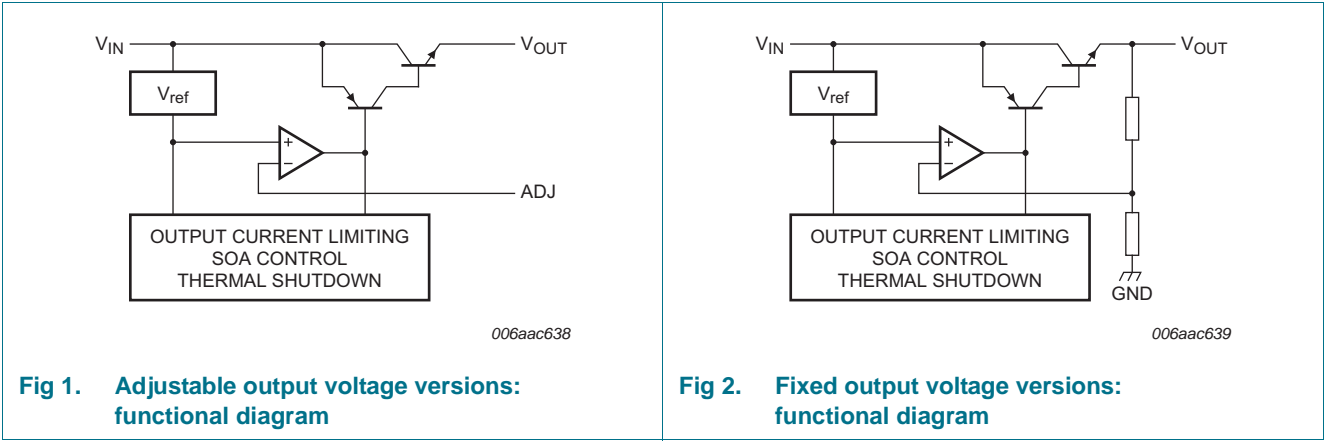 VIN
VOUT
Vref
+
−
ADJ
OUTPUT CURRENT LIMITING
SOA CONTROL
THERMAL SHUTDOWN
006aac638
Fig 1. Adjustable output voltage versions:
functional diagram
VIN
VOUT
Vref
+
−
OUTPUT CURRENT LIMITING
SOA CONTROL
THERMAL SHUTDOWN
GND
006aac639
Fig 2. Fixed output voltage versions:
functional diagram